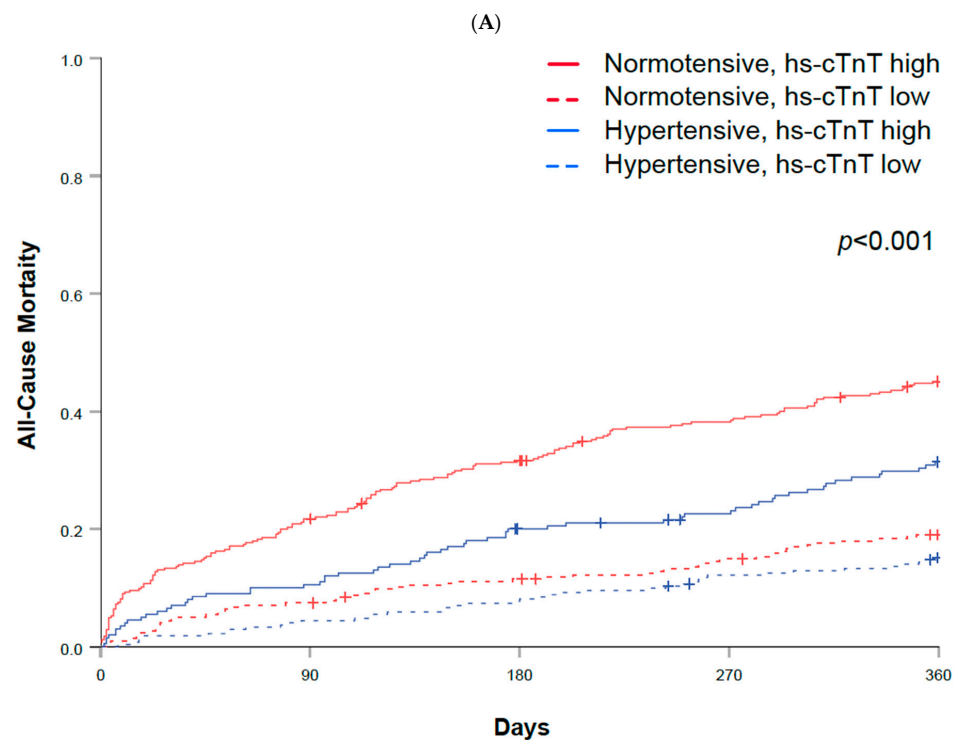 (A)
1.0
0.8
0.6
0.4
0.2
0.0
All-Cause Mortaity
Normotensive, hs-cTnT high
Normotensive, hs-cTnT low
Hypertensive, hs-cTnT high
Hypertensive, hs-cTnT low
p<0.001
0 90 180 270 360
Days